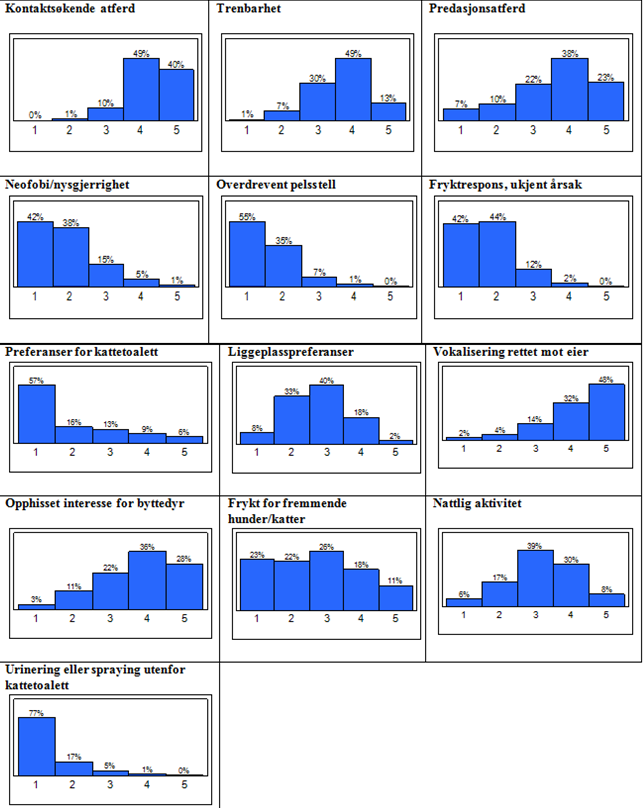 Kontaktsøkende atferd
0% 1% 10% 49% 40%
1 2 3 4 5
Trenbarhet
1% 7% 30% 49% 13%
1 2 3 4 5
Predasjonsatferd
7% 10% 22% 38% 23%
1 2 3 4 5
Neofobi/nysgjerrighet
42% 38% 15% 5% 1%
1 2 3 4 5
Overdrevent pelsstell
55% 35% 7% 1% 0%
1 2 3 4 5
Fryktrespons, ukjent årsak
42% 44% 12% 2% 0%
1 2 3 4 5
Preferanser for kattetoalett
57% 16% 13% 9% 6%
1 2 3 4 5
Liggeplasspreferanser
8% 33% 40% 18% 2%
1 2 3 4 5
Vokalisering rettet mot eier
2% 4% 14% 32% 48%
1 2 3 4 5
Opphisset interesse for byttedyr
3% 11% 22% 36% 28%
1 2 3 4 5
Frykt for fremmende
hunder/katter
23% 22% 26% 18% 11%
1 2 3 4 5
Nattlig aktivitet
6% 17% 39% 30% 8%
1 2 3 4 5
Urinering eller spraying utenfor
kattetoalett
77% 17% 5% 1% 0%
1 2 3 4 5